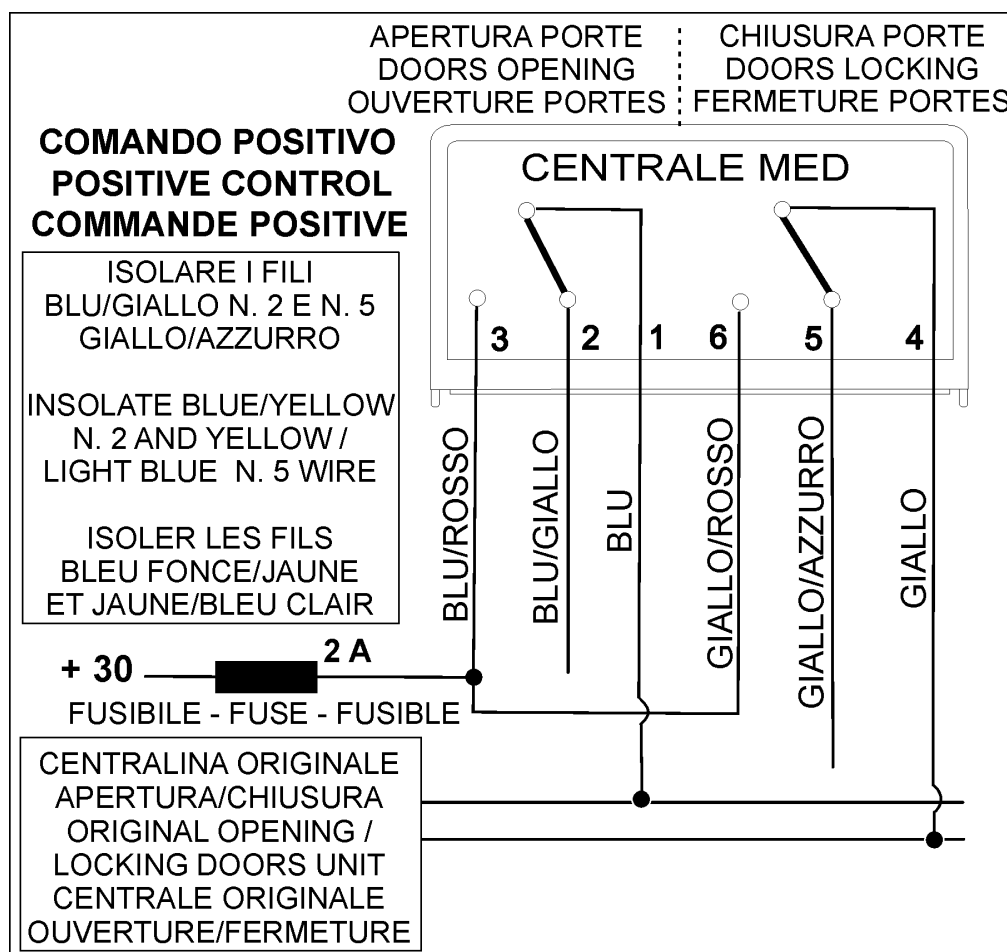 APERTURA PORTE
DOORS OPENING
OUVERTURE PORTES
CHIUSURA PORTE
DOORS LOCKING
FERMETURE PORTES
COMANDO POSITIVO
POSITIVE CONTROL
COMMANDE POSITIVE
CENTRALE MED
ISOLARE I FILI
BLU/GIALLO N. 2 E N. 5
GIALLO/AZZURRO
INSOLATE BLUE/YELLOW
N. 2 AND YELLOW /
LIGHT BLUE N. 5 WIRE
ISOLER LES FILS
BLEU FONCE/JAUNE
ET JAUNE/BLEU CLAIR
3 2 1 6 5 4
BLU/ROSSO
BLU/GIALLO
BLU
GIALLO/ROSSO
GIALLO/AZZURRO
GIALLO
+ 30
2 A
FUSIBILE - FUSE - FUSIBLE
CENTRALINA ORIGINALE
APERTURA/CHIUSURA
ORIGINAL OPENING /
LOCKING DOORS UNIT
CENTRALE ORIGINALE
OUVERTURE/FERMETURE